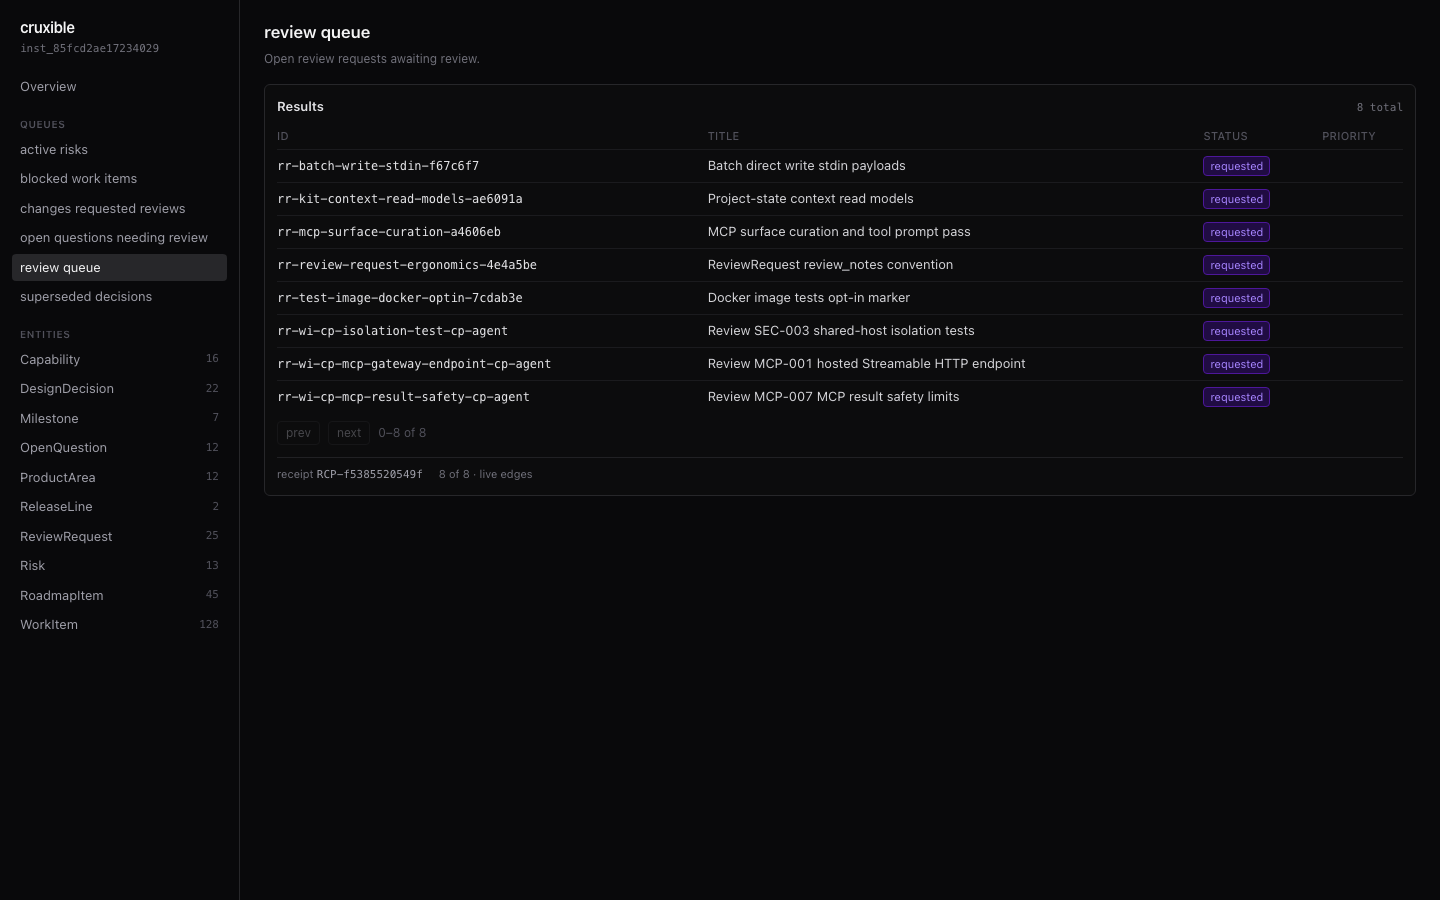 cruxible
inst_85fcd2ae17234029
Overview
QUEUES
active risks
blocked work items
changes requested reviews
open questions needing review
review queue
superseded decisions
ENTITIES
Capability 16
DesignDecision 22
Milestone 7
OpenQuestion 12
ProductArea 12
ReleaseLine 2
ReviewRequest 25
Risk 13
RoadmapItem 45
WorkItem 128
review queue
Open review requests awaiting review.
Results 8 total
ID TITLE STATUS PRIORITY
rr-batch-write-stdin-f67c6f7 Batch direct write stdin payloads requested
rr-kit-context-read-models-ae6091a Project-state context read models requested
rr-mcp-surface-curation-a4606eb MCP surface curation and tool prompt pass requested
rr-review-request-ergonomics-4e4a5be ReviewRequest review_notes convention requested
rr-test-image-docker-optin-7cdab3e Docker image tests opt-in marker requested
rr-wi-cp-isolation-test-cp-agent Review SEC-003 shared-host isolation tests requested
rr-wi-cp-mcp-gateway-endpoint-cp-agent Review MCP-001 hosted Streamable HTTP endpoint requested
rr-wi-cp-mcp-result-safety-cp-agent Review MCP-007 MCP result safety limits requested
prev next 0–8 of 8
receipt RCP-f5385520549f 8 of 8 · live edges